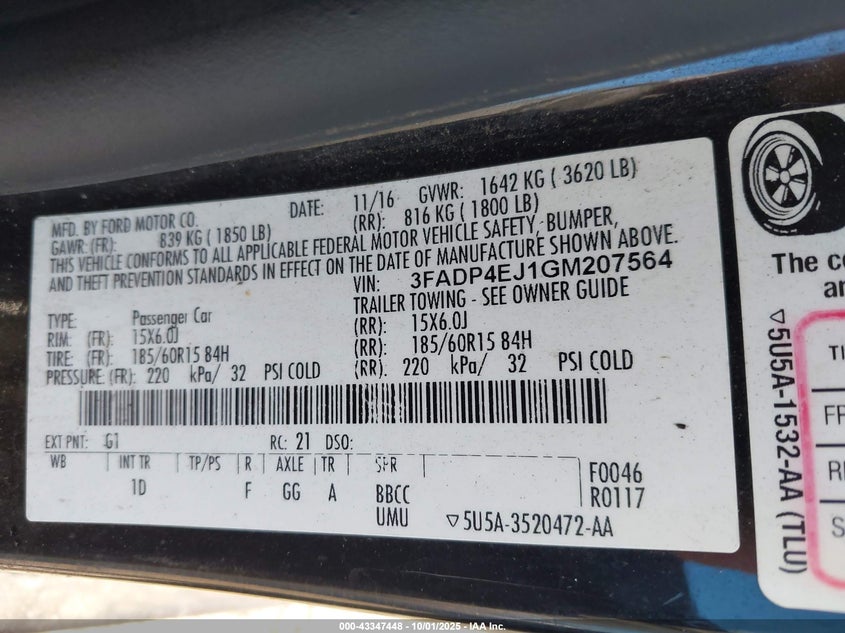 MFD. BY FORD MOTOR CO.
DATE: 11/16 GVWR: 1642 KG ( 3620 LB)
GAWR: (FR): 839 KG ( 1850 LB) (RR): 816 KG ( 1800 LB)
THIS VEHICLE CONFORMS TO ALL APPLICABLE FEDERAL MOTOR VEHICLE SAFETY, BUMPER,
AND THEFT PREVENTION STANDARDS IN EFFECT ON THE DATE OF MANUFACTURE SHOWN ABOVE.
VIN: 3FADP4EJ1GM207564
TYPE: Passenger Car TRAILER TOWING - SEE OWNER GUIDE
RIM: (FR): 15X6.0J (RR): 15X6.0J
TIRE: (FR): 185/60R15 84H (RR): 185/60R15 84H
PRESSURE: (FR): 220 kPa/ 32 PSI COLD (RR): 220 kPa/ 32 PSI COLD
EXT PNT: G1 RC: 21 DSO:
WB INT TR TP/PS R AXLE TR SPR
1D F GG A BBCC
UMU
F0046
R0117
▽5U5A-3520472-AA
The co
an
▽5U5A-1532-AA (TLU)
TI
FR
RE
S
000-43347448 - 10/01/2025 - IAA Inc.